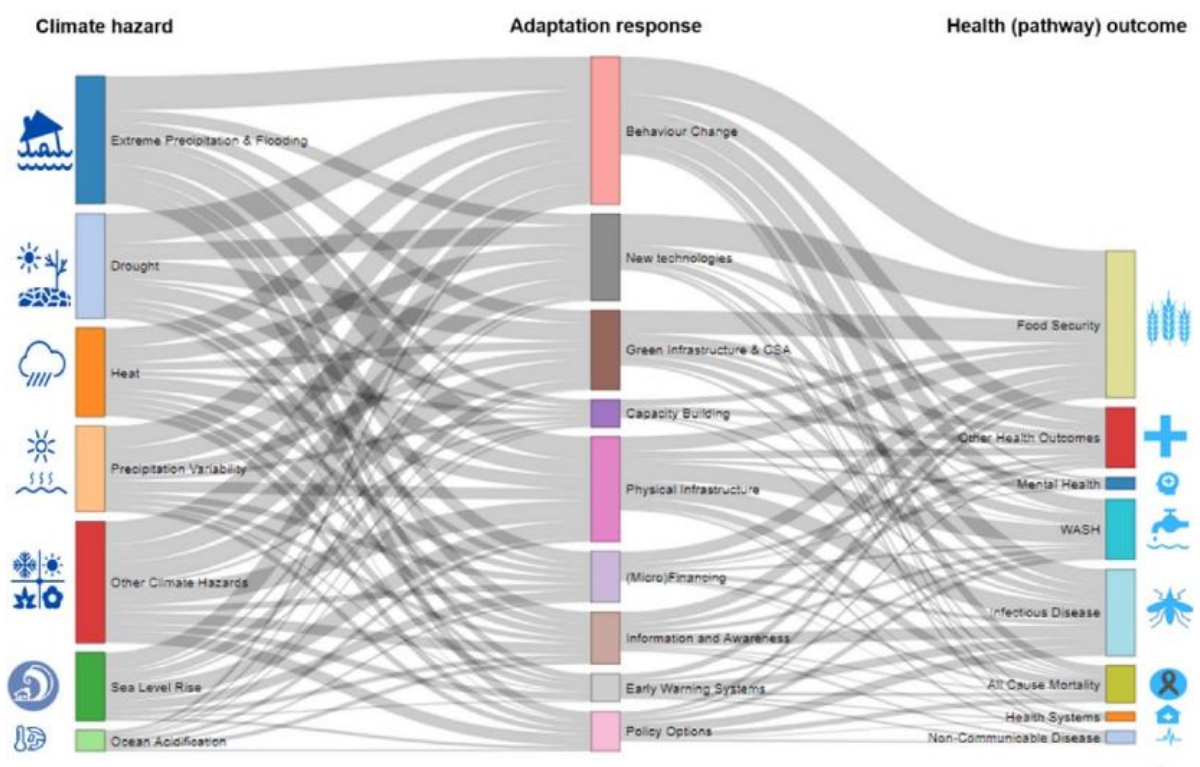 Climate hazard
Adaptation response
Health (pathway) outcome
Extreme Precipitation & Flooding
Drought
Heat
Precipitation Variability
Other Climate Hazards
Sea Level Rise
Ocean Acidification
Behaviour Change
New technologies
Green Infrastructure & CSA
Capacity Building
Physical Infrastructure
(Micro)Financing
Information and Awareness
Early Warning Systems
Policy Options
Food Security
Other Health Outcomes
Mental Health
WASH
Infectious Disease
All Cause Mortality
Health Systems
Non-Communicable Disease